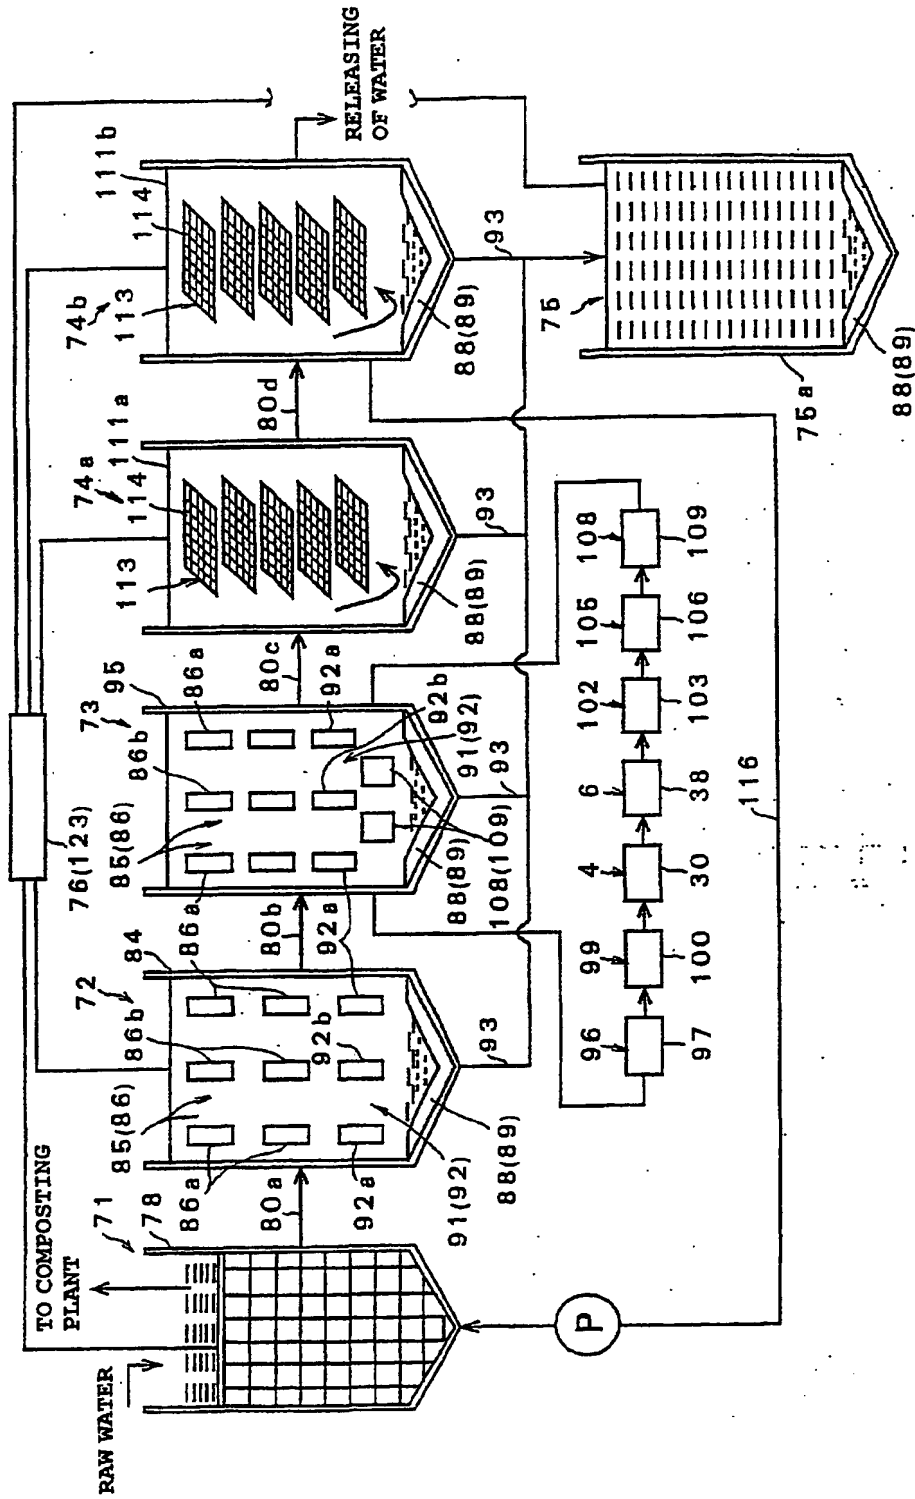 TO COMPOSTING
PLANT
RAW WATER
71
78
76(123)
72
84
73
95
74a
111a
74b
111b
85(86)
86b
85(86)
86b
86a
114
113
114
113
86a
86a
80a
80b
80c
80d
RELEASING
OF WATER
92a
92b
92a
92a
92b
91(92)
88(89)
91(92)
88(89)
108(109)
88(89)
88(89)
93
93
93
93
P
96
99
4
6
102
105
108
97
100
30
38
103
106
109
75
75a
88(89)
116